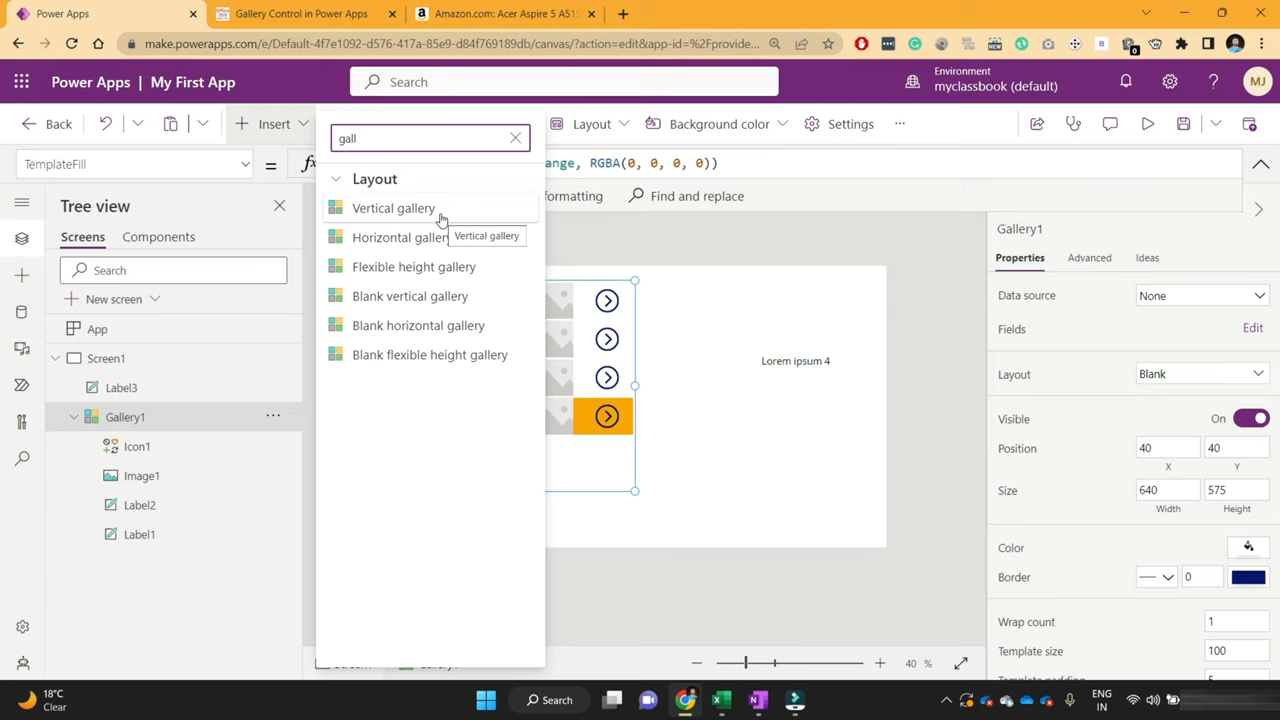 Power Apps
Gallery Control in Power Apps
Amazon.com: Acer Aspire 5 A515
make.powerapps.com/e/Default-4f7e1092-d576-417a-85e9-d84f769189db/canvas/?action=edit&app-id=%2Fprovide...
Power Apps | My First App
Search
Environment
myclassbook (default)
MJ
Back
Insert
gall
Layout
Background color
Settings
TemplateFill
=
fx
ange, RGBA(0, 0, 0, 0))
ormatting
Find and replace
Tree view
Screens
Components
Search
New screen
App
Screen1
Label3
Gallery1
Icon1
Image1
Label2
Label1
Layout
Vertical gallery
Horizontal gallery
Vertical gallery
Flexible height gallery
Blank vertical gallery
Blank horizontal gallery
Blank flexible height gallery
Lorem ipsum 4
Gallery1
Properties
Advanced
Ideas
Data source
None
Fields
Edit
Layout
Blank
Visible
On
Position
40
40
X
Y
Size
640
575
Width
Height
Color
Border
0
Wrap count
1
Template size
100
Template padding
5
40 %
18°C
Clear
Search
ENG
IN